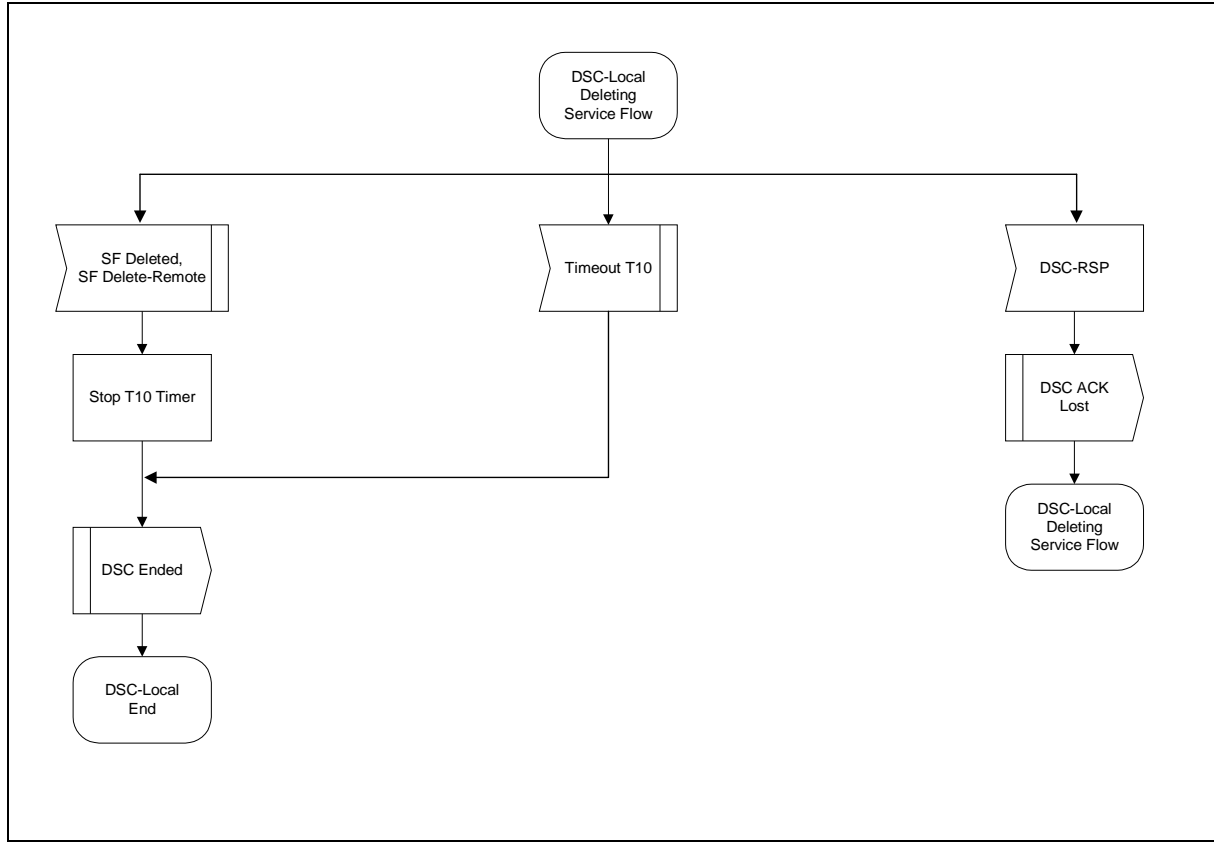 DSC-Local
Deleting
Service Flow
SF Deleted,
SF Delete-Remote
Timeout T10
DSC-RSP
Stop T10 Timer
DSC ACK
Lost
DSC-Local
Deleting
Service Flow
DSC Ended
DSC-Local
End